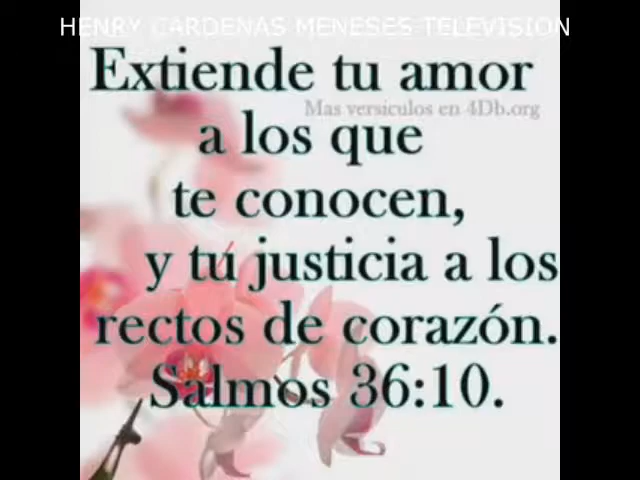 HENRY CARDENAS MENESES TELEVISION
Extiende tu amor
Mas versiculos en 4Db.org
a los que
te conocen,
y tu justicia a los
rectos de corazón.
Salmos 36:10.